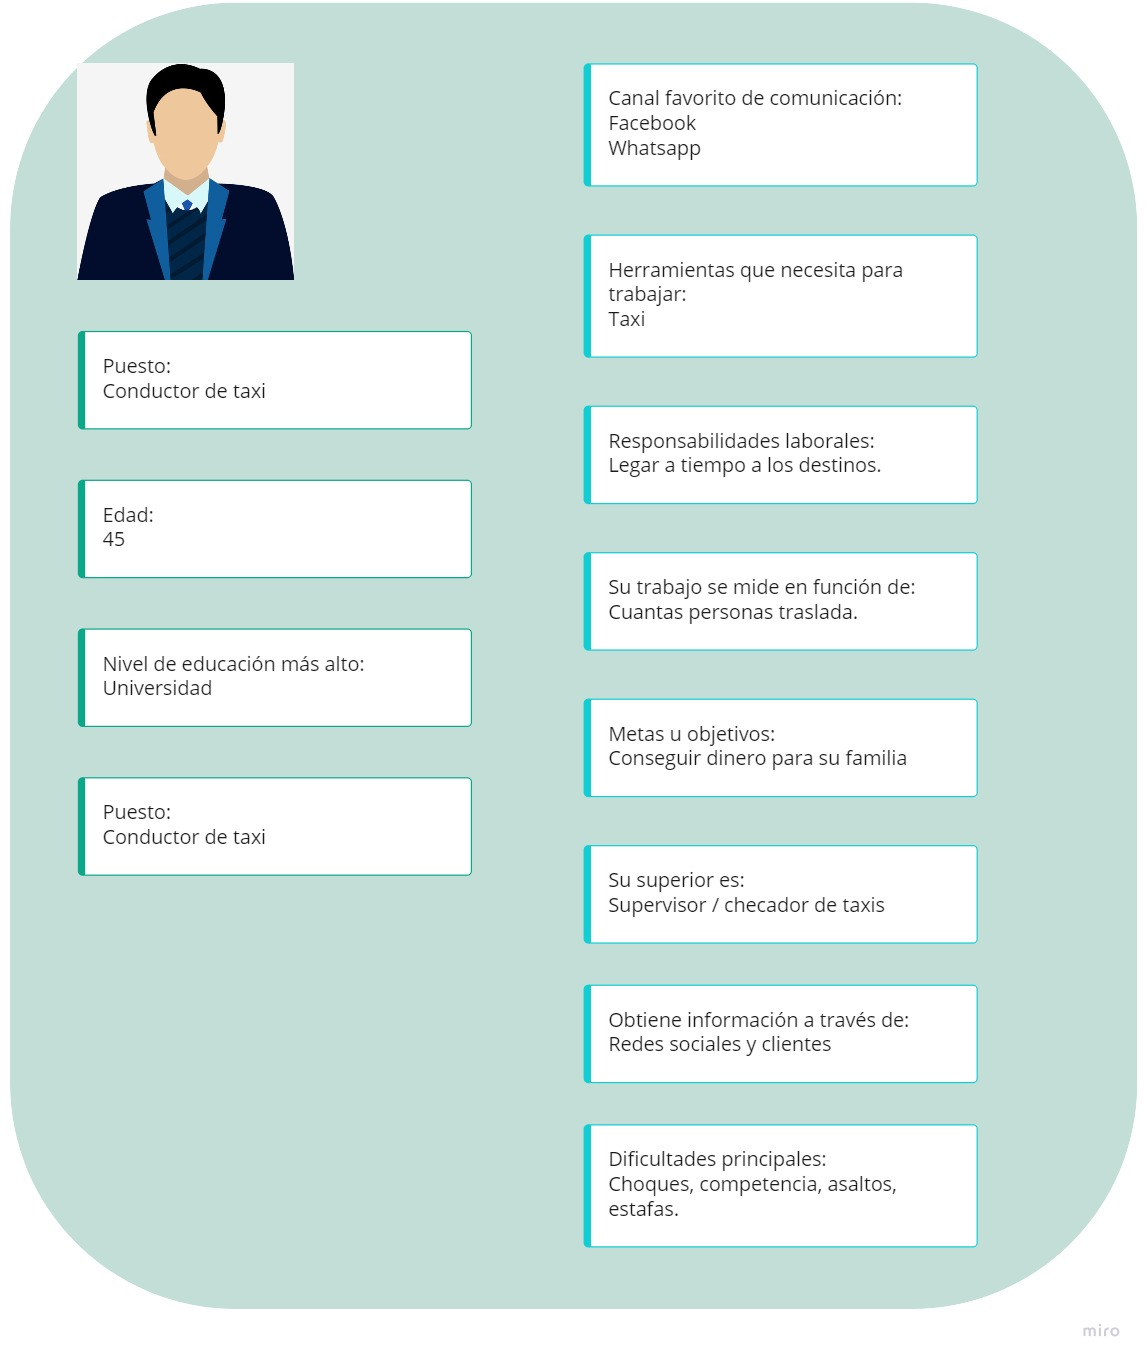 Puesto:
Conductor de taxi
Edad:
45
Nivel de educación más alto:
Universidad
Puesto:
Conductor de taxi
Canal favorito de comunicación:
Facebook
Whatsapp
Herramientas que necesita para
trabajar:
Taxi
Responsabilidades laborales:
Legar a tiempo a los destinos.
Su trabajo se mide en función de:
Cuantas personas traslada.
Metas u objetivos:
Conseguir dinero para su familia
Su superior es:
Supervisor / checador de taxis
Obtiene información a través de:
Redes sociales y clientes
Dificultades principales:
Choques, competencia, asaltos,
estafas.
miro